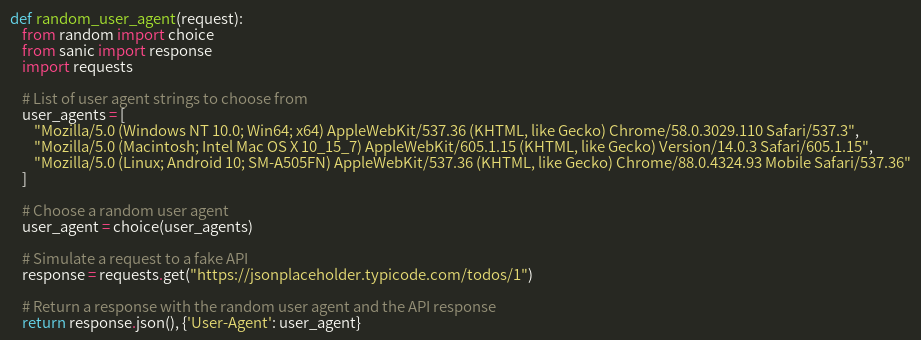 def random_user_agent(request):
from random import choice
from sanic import response
import requests
# List of user agent strings to choose from
user_agents = [
"Mozilla/5.0 (Windows NT 10.0; Win64; x64) AppleWebKit/537.36 (KHTML, like Gecko) Chrome/58.0.3029.110 Safari/537.3",
"Mozilla/5.0 (Macintosh; Intel Mac OS X 10_15_7) AppleWebKit/605.1.15 (KHTML, like Gecko) Version/14.0.3 Safari/605.1.15",
"Mozilla/5.0 (Linux; Android 10; SM-A505FN) AppleWebKit/537.36 (KHTML, like Gecko) Chrome/88.0.4324.93 Mobile Safari/537.36"
]
# Choose a random user agent
user_agent = choice(user_agents)
# Simulate a request to a fake API
response = requests.get("https://jsonplaceholder.typicode.com/todos/1")
# Return a response with the random user agent and the API response
return response.json(), {'User-Agent': user_agent}